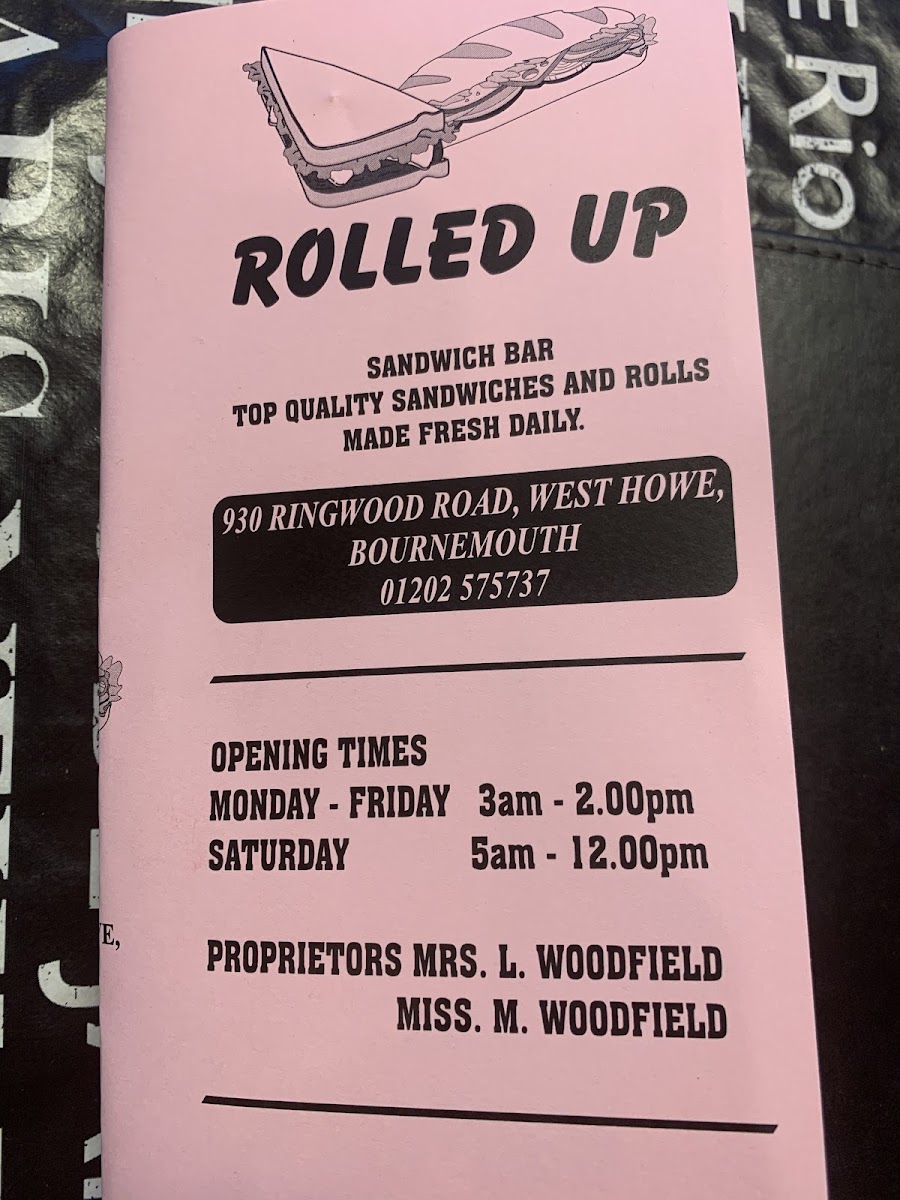 ROLLED UP
SANDWICH BAR
TOP QUALITY SANDWICHES AND ROLLS
MADE FRESH DAILY.
930 RINGWOOD ROAD, WEST HOWE,
BOURNEMOUTH
01202 575737
OPENING TIMES
MONDAY - FRIDAY 3am - 2.00pm
SATURDAY 5am - 12.00pm
PROPRIETORS MRS. L. WOODFIELD
MISS. M. WOODFIELD
E,
E RiO